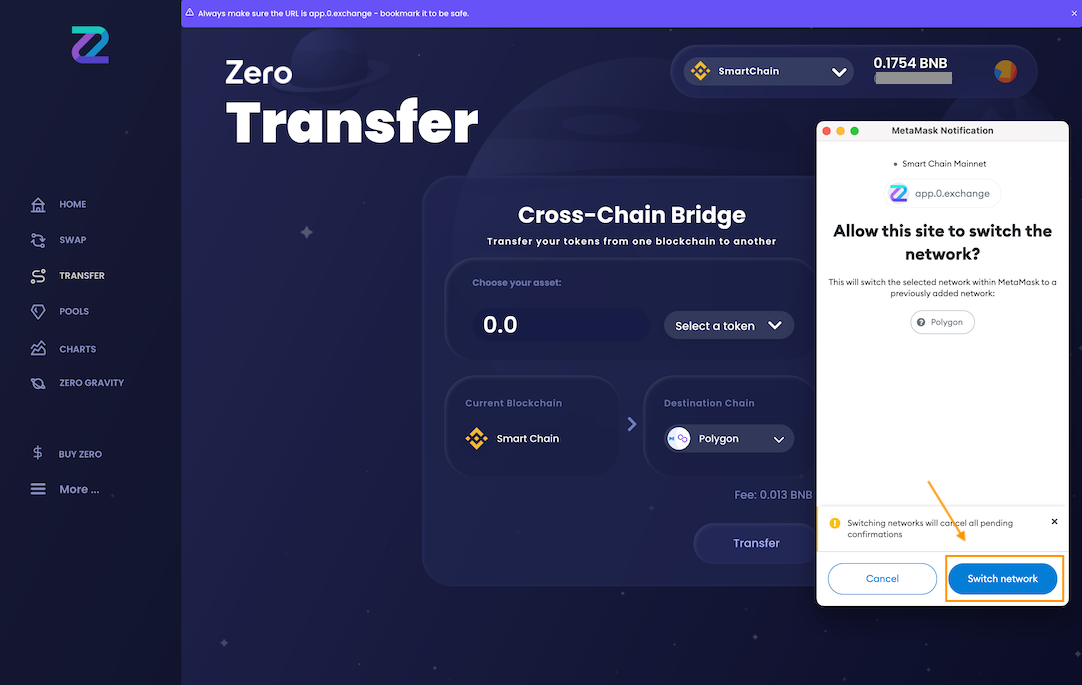 Always make sure the URL is app.0.exchange - bookmark it to be safe.
Zero
Transfer
SmartChain
0.1754 BNB
HOME
SWAP
TRANSFER
POOLS
CHARTS
ZERO GRAVITY
BUY ZERO
More ...
Cross-Chain Bridge
Transfer your tokens from one blockchain to another
Choose your asset:
0.0
Select a token
Current Blockchain
Smart Chain
Destination Chain
Polygon
Fee: 0.013 BNB
Transfer
MetaMask Notification
Smart Chain Mainnet
app.0.exchange
Allow this site to switch the
network?
This will switch the selected network within MetaMask to a
previously added network:
Polygon
Switching networks will cancel all pending
confirmations
Cancel
Switch network